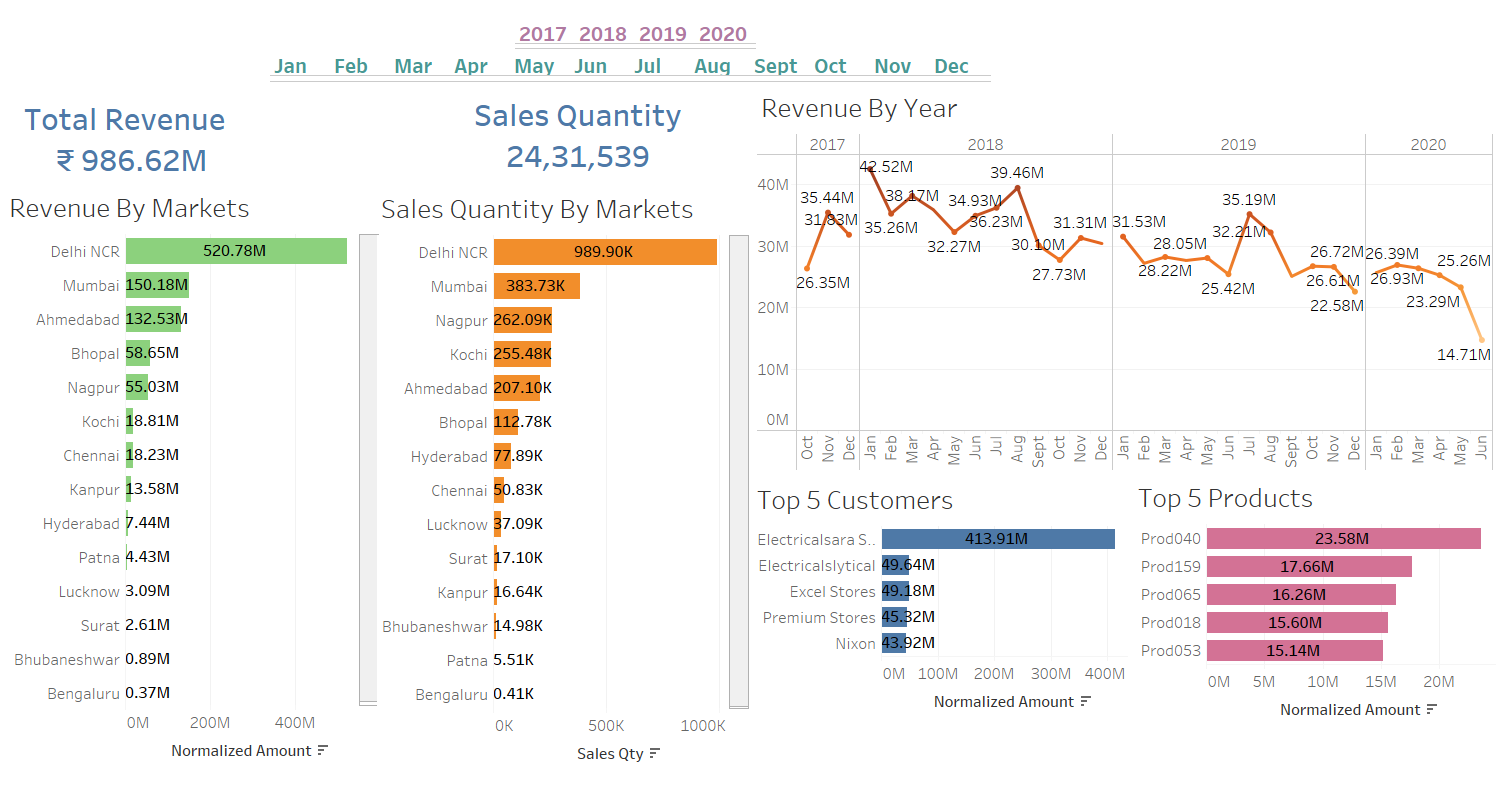 2017 2018 2019 2020
Jan Feb Mar Apr May Jun Jul Aug Sept Oct Nov Dec
Total Revenue
₹ 986.62M
Sales Quantity
24,31,539
Revenue By Markets
Delhi NCR 520.78M
Mumbai 150.18M
Ahmedabad 132.53M
Bhopal 58.65M
Nagpur 55.03M
Kochi 18.81M
Chennai 18.23M
Kanpur 13.58M
Hyderabad 7.44M
Patna 4.43M
Lucknow 3.09M
Surat 2.61M
Bhubaneshwar 0.89M
Bengaluru 0.37M
0M 200M 400M
Normalized Amount
Sales Quantity By Markets
Delhi NCR 989.90K
Mumbai 383.73K
Nagpur 262.09K
Kochi 255.48K
Ahmedabad 207.10K
Bhopal 112.78K
Hyderabad 77.89K
Chennai 50.83K
Lucknow 37.09K
Surat 17.10K
Kanpur 16.64K
Bhubaneshwar 14.98K
Patna 5.51K
Bengaluru 0.41K
0K 500K 1000K
Sales Qty
Revenue By Year
2017 2018 2019 2020
40M
30M
20M
10M
0M
26.35M 35.44M 31.83M 42.52M 35.26M 38.17M 32.27M 34.93M 36.23M 39.46M 30.10M 27.73M 31.31M 31.53M 28.22M 28.05M 25.42M 35.19M 32.21M 26.72M 26.61M 22.58M 26.39M 26.93M 25.26M 23.29M 14.71M
Oct Nov Dec Jan Feb Mar Apr May Jun Jul Aug Sept Oct Nov Dec Jan Feb Mar Apr May Jun Jul Aug Sept Oct Nov Dec Jan Feb Mar Apr May Jun
Top 5 Customers
Electricalsara S.. 413.91M
Electricalslytical 49.64M
Excel Stores 49.18M
Premium Stores 45.32M
Nixon 43.92M
0M 100M 200M 300M 400M
Normalized Amount
Top 5 Products
Prod040 23.58M
Prod159 17.66M
Prod065 16.26M
Prod018 15.60M
Prod053 15.14M
0M 5M 10M 15M 20M
Normalized Amount